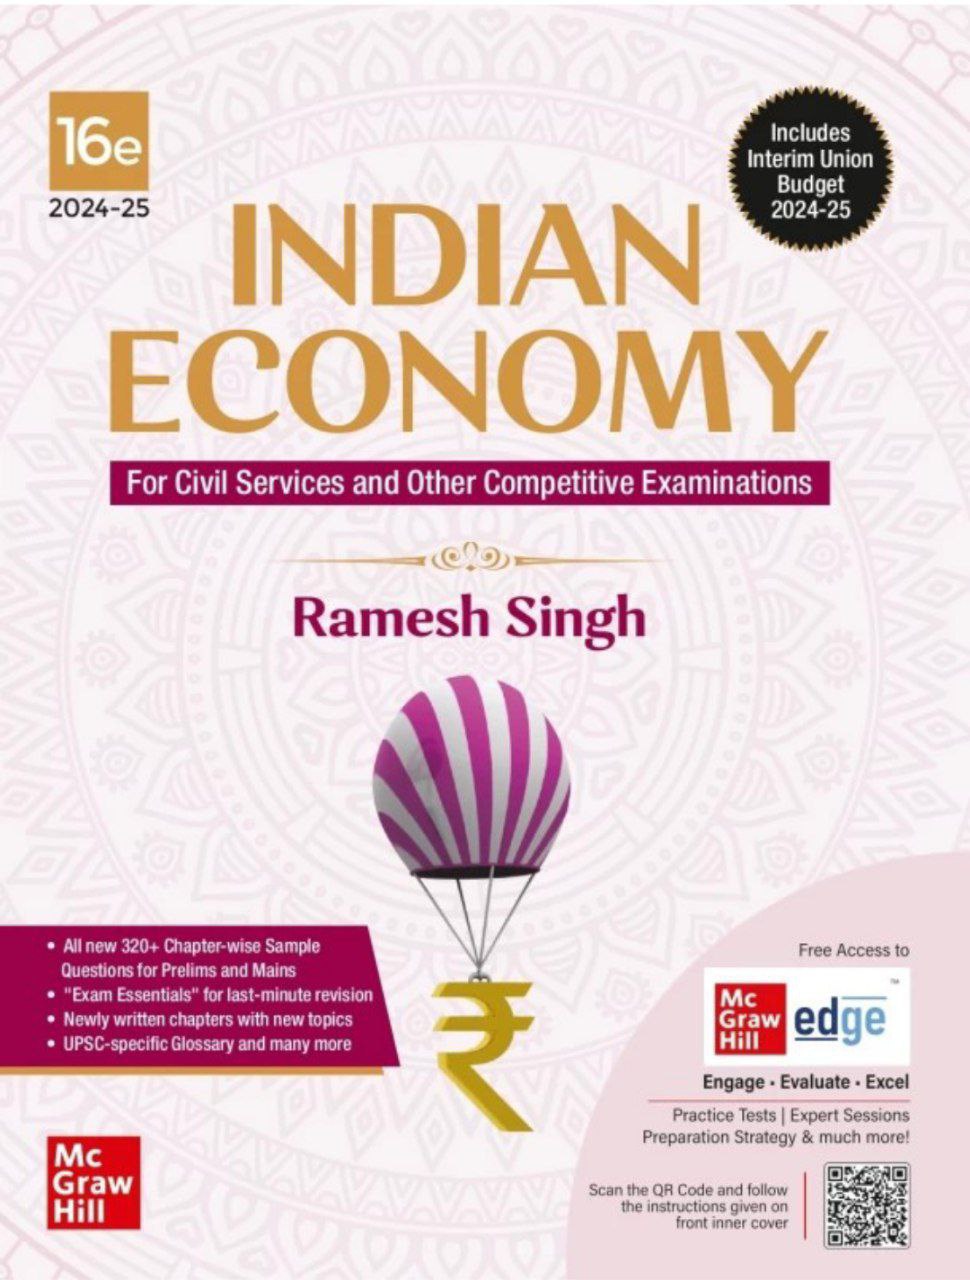 16e
2024-25
Includes
Interim Union
Budget
2024-25
INDIAN
ECONOMY
For Civil Services and Other Competitive Examinations
Ramesh Singh
• All new 320+ Chapter-wise Sample
Questions for Prelims and Mains
• "Exam Essentials" for last-minute revision
• Newly written chapters with new topics
• UPSC-specific Glossary and many more
₹
Free Access to
Mc
Graw
Hill
edge
TM
Engage • Evaluate • Excel
Practice Tests | Expert Sessions
Preparation Strategy & much more!
Scan the QR Code and follow
the instructions given on
front inner cover
Mc
Graw
Hill